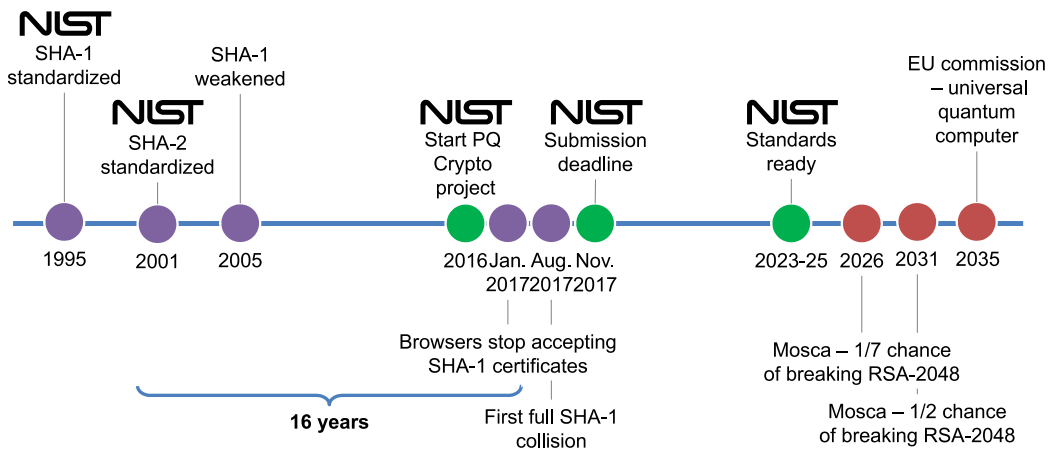 NIST
SHA-1
standardized
NIST
SHA-2
standardized
SHA-1
weakened
NIST
Start PQ
Crypto
project
NIST
Submission
deadline
NIST
Standards
ready
EU commission
– universal
quantum
computer
1995
2001
2005
2016
Jan.
2017
Aug.
2017
Nov.
2017
2023-25
2026
2031
2035
Browsers stop accepting
SHA-1 certificates
16 years
First full SHA-1
collision
Mosca – 1/7 chance
of breaking RSA-2048
Mosca – 1/2 chance
of breaking RSA-2048